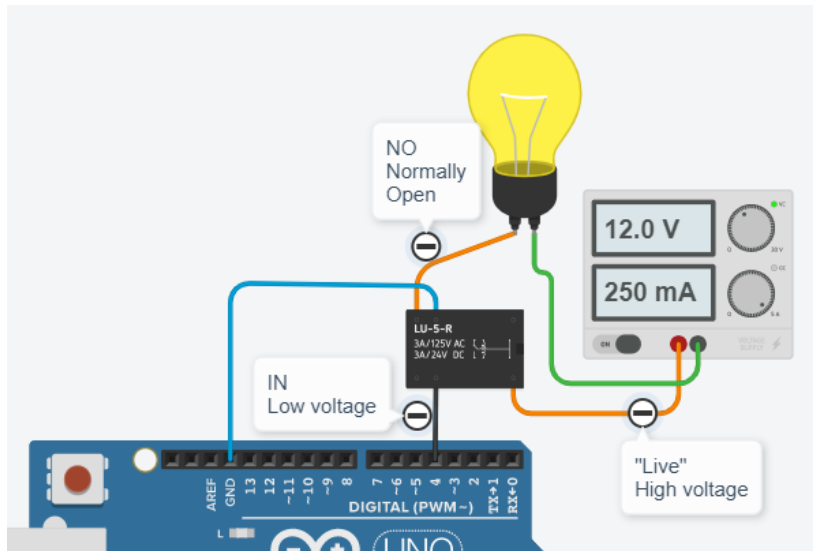 NO
Normally
Open
12.0 V
250 mA
LU-5-R
3A/125V AC
3A/24V DC
ON
VOLTAGE
SUPPLY
IN
Low voltage
"Live"
High voltage
AREF
GND
13
12
~11
~10
~9
8
7
~6
~5
4
~3
2
TX→1
RX←0
DIGITAL (PWM~)
L
UNO